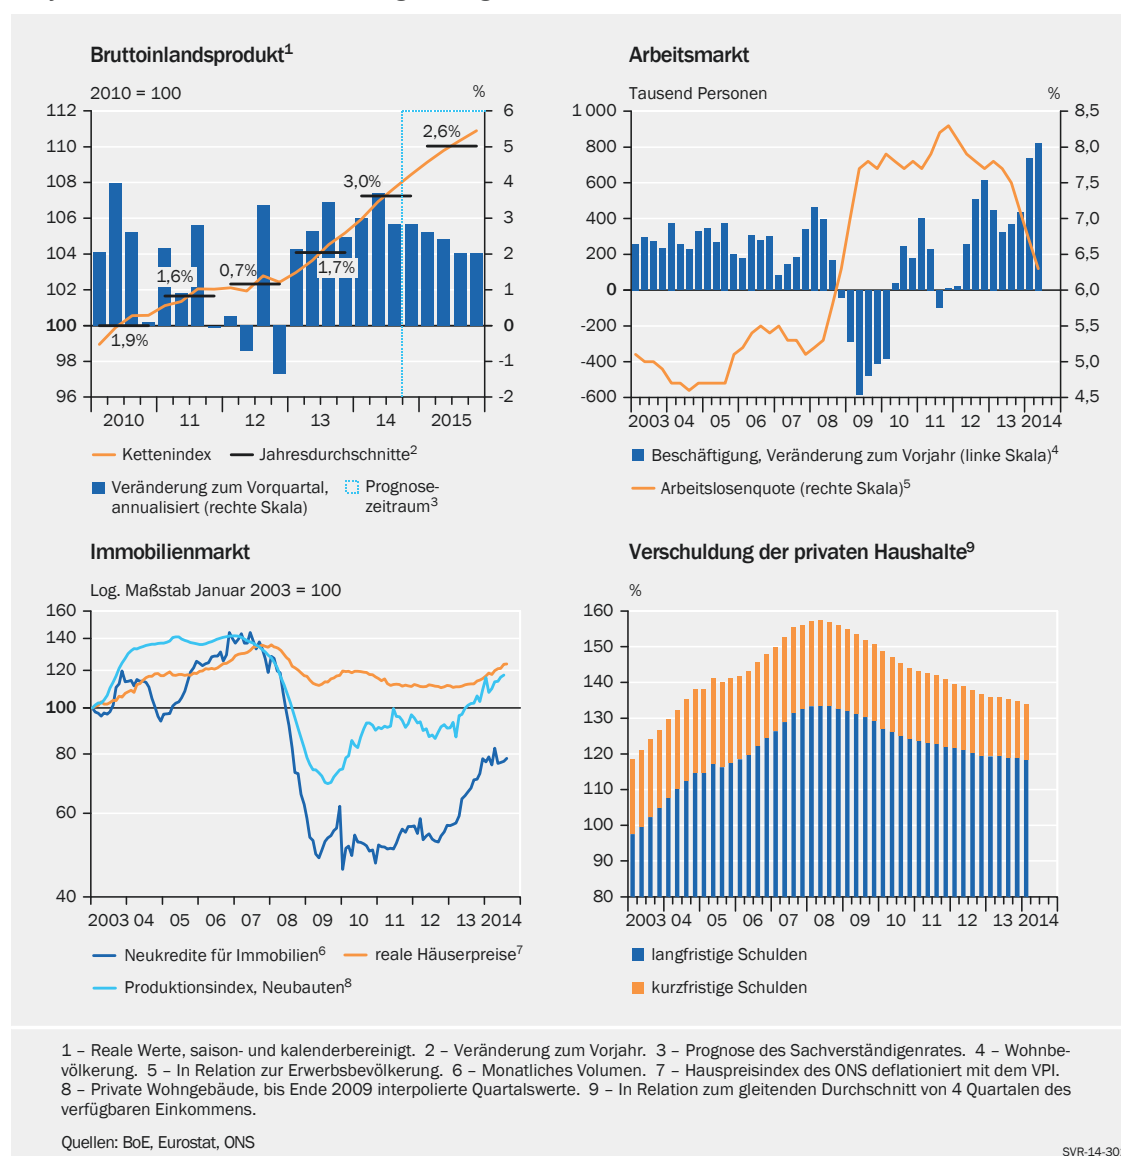 Bruttoinlandsprodukt1
2010 = 100
%
112
110
108
106
104
102
100
98
96
6
5
4
3
2
1
0
-1
-2
1,9%
1,6%
0,7%
1,7%
3,0%
2,6%
2010 11 12 13 14 2015
Kettenindex
Jahresdurchschnitte2
Veränderung zum Vorquartal,
annualisiert (rechte Skala)
Prognose-
zeitraum3
Arbeitsmarkt
Tausend Personen
%
1 000
800
600
400
200
0
-200
-400
-600
8,5
8,0
7,5
7,0
6,5
6,0
5,5
5,0
4,5
2003 04 05 06 07 08 09 10 11 12 13 2014
Beschäftigung, Veränderung zum Vorjahr (linke Skala)4
Arbeitslosenquote (rechte Skala)5
Immobilienmarkt
Log. Maßstab Januar 2003 = 100
160
140
120
100
80
60
40
2003 04 05 06 07 08 09 10 11 12 13 2014
Neukredite für Immobilien6
reale Häuserpreise7
Produktionsindex, Neubauten8
Verschuldung der privaten Haushalte9
%
160
150
140
130
120
110
100
90
80
2003 04 05 06 07 08 09 10 11 12 13 2014
langfristige Schulden
kurzfristige Schulden
1 – Reale Werte, saison- und kalenderbereinigt. 2 – Veränderung zum Vorjahr. 3 – Prognose des Sachverständigenrates. 4 – Wohnbe-
völkerung. 5 – In Relation zur Erwerbsbevölkerung. 6 – Monatliches Volumen. 7 – Hauspreisindex des ONS deflationiert mit dem VPI.
8 – Private Wohngebäude, bis Ende 2009 interpolierte Quartalswerte. 9 – In Relation zum gleitenden Durchschnitt von 4 Quartalen des
verfügbaren Einkommens.
Quellen: BoE, Eurostat, ONS